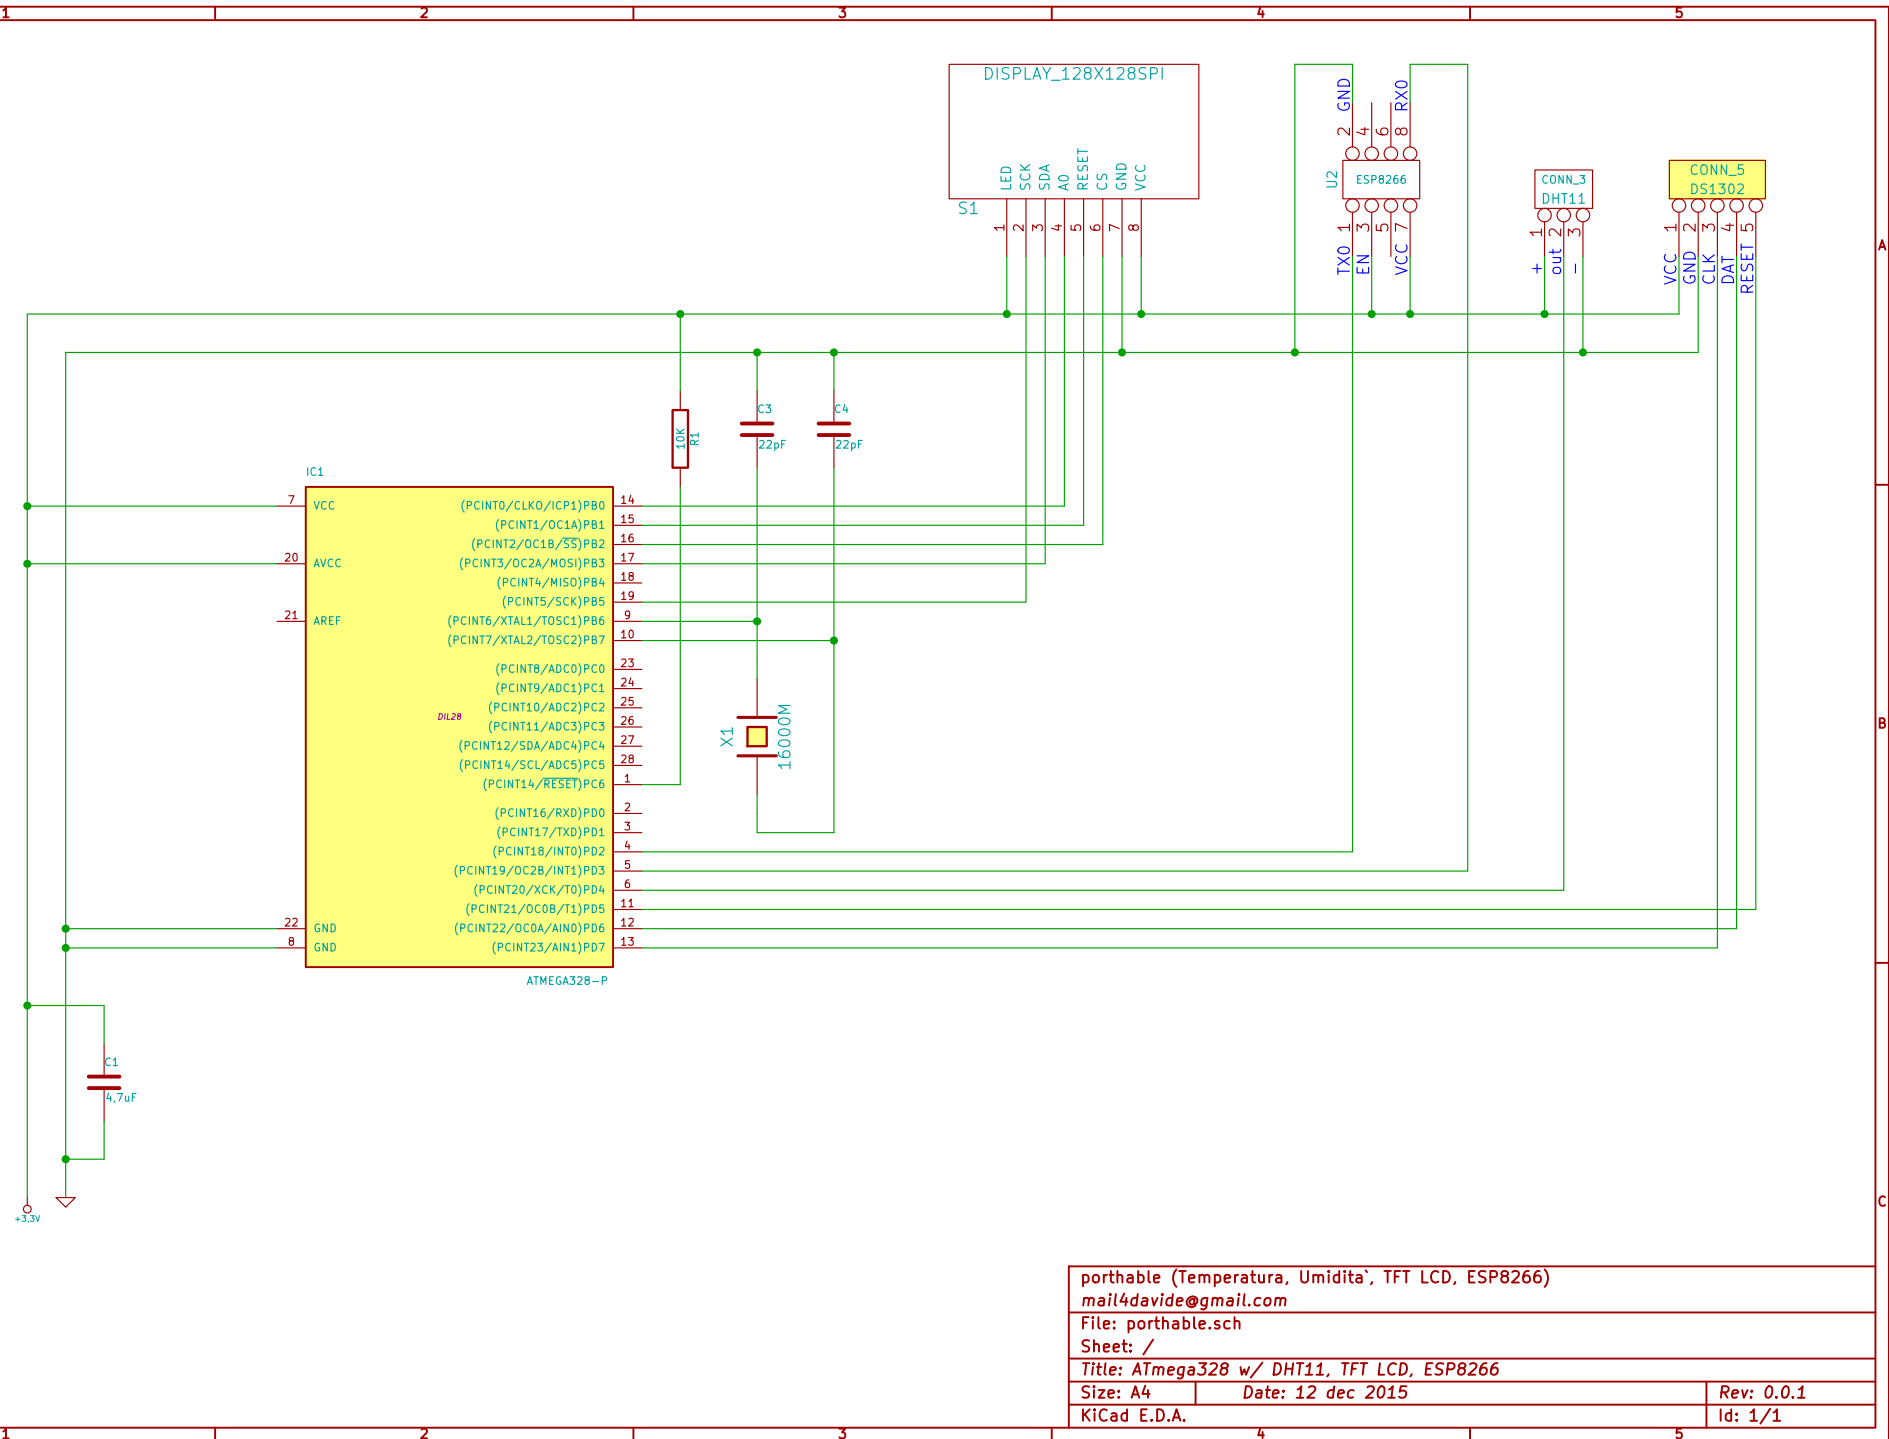 1 2 3 4 5
DISPLAY_128X128SPI
LED
SCK
SDA
A0
RESET
CS
GND
VCC
S1
1 2 3 4 5 6 7 8
GND
RX0
2 4 6 8
U2
ESP8266
1 3 5 7
TX0
EN
VCC
CONN_3
DHT11
1 2 3
+
out
-
CONN_5
DS1302
1 2 3 4 5
VCC
GND
CLK
DAT
RESET
A
10K
R1
C3
22pF
C4
22pF
IC1
7 VCC
20 AVCC
21 AREF
22 GND
8 GND
DIL28
(PCINT0/CLKO/ICP1)PB0 14
(PCINT1/OC1A)PB1 15
(PCINT2/OC1B/SS)PB2 16
(PCINT3/OC2A/MOSI)PB3 17
(PCINT4/MISO)PB4 18
(PCINT5/SCK)PB5 19
(PCINT6/XTAL1/TOSC1)PB6 9
(PCINT7/XTAL2/TOSC2)PB7 10
(PCINT8/ADC0)PC0 23
(PCINT9/ADC1)PC1 24
(PCINT10/ADC2)PC2 25
(PCINT11/ADC3)PC3 26
(PCINT12/SDA/ADC4)PC4 27
(PCINT14/SCL/ADC5)PC5 28
(PCINT14/RESET)PC6 1
(PCINT16/RXD)PD0 2
(PCINT17/TXD)PD1 3
(PCINT18/INT0)PD2 4
(PCINT19/OC2B/INT1)PD3 5
(PCINT20/XCK/T0)PD4 6
(PCINT21/OC0B/T1)PD5 11
(PCINT22/OC0A/AIN0)PD6 12
(PCINT23/AIN1)PD7 13
ATMEGA328-P
X1
16000M
B
C1
4,7uF
+3,3V
C
porthable (Temperatura, Umidita`, TFT LCD, ESP8266)
mail4davide@gmail.com
File: porthable.sch
Sheet: /
Title: ATmega328 w/ DHT11, TFT LCD, ESP8266
Size: A4 Date: 12 dec 2015 Rev: 0.0.1
KiCad E.D.A. Id: 1/1
1 2 3 4 5